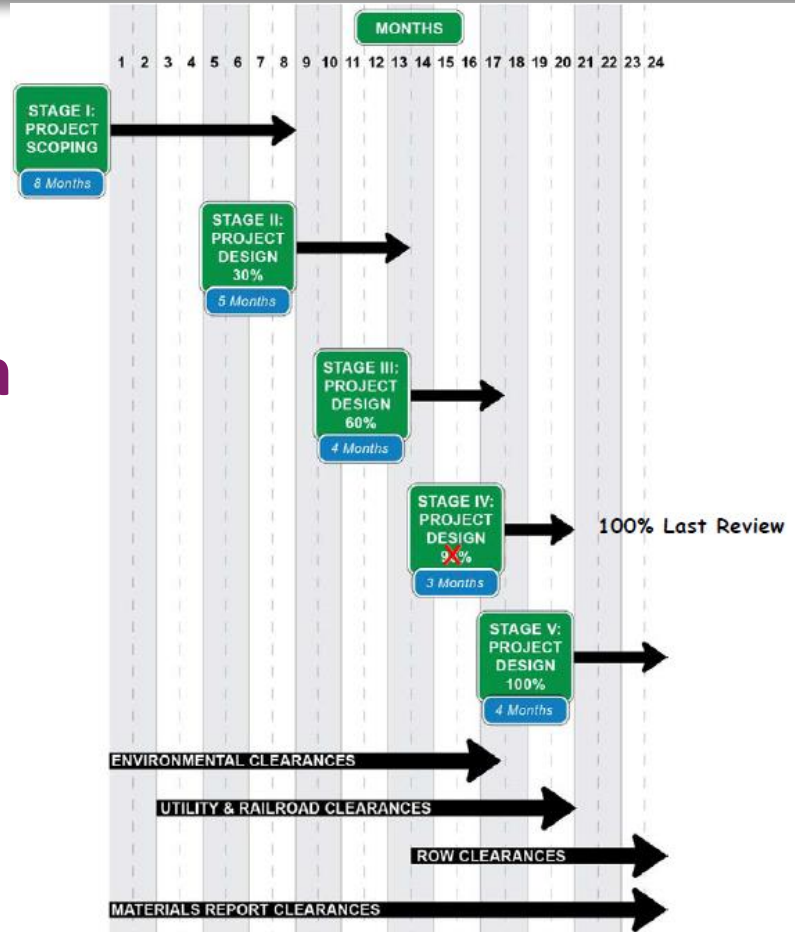 MONTHS
1 2 3 4 5 6 7 8 9 10 11 12 13 14 15 16 17 18 19 20 21 22 23 24
STAGE I:
PROJECT
SCOPING
8 Months
STAGE II:
PROJECT
DESIGN
30%
5 Months
n
STAGE III:
PROJECT
DESIGN
60%
4 Months
STAGE IV:
PROJECT
DESIGN
3 Months
100% Last Review
STAGE V:
PROJECT
DESIGN
100%
4 Months
ENVIRONMENTAL CLEARANCES
UTILITY & RAILROAD CLEARANCES
ROW CLEARANCES
MATERIALS REPORT CLEARANCES